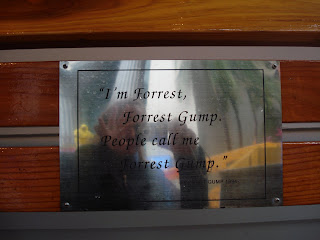 "I'm Forrest,
Forrest Gump.
People call me
Forrest Gump."